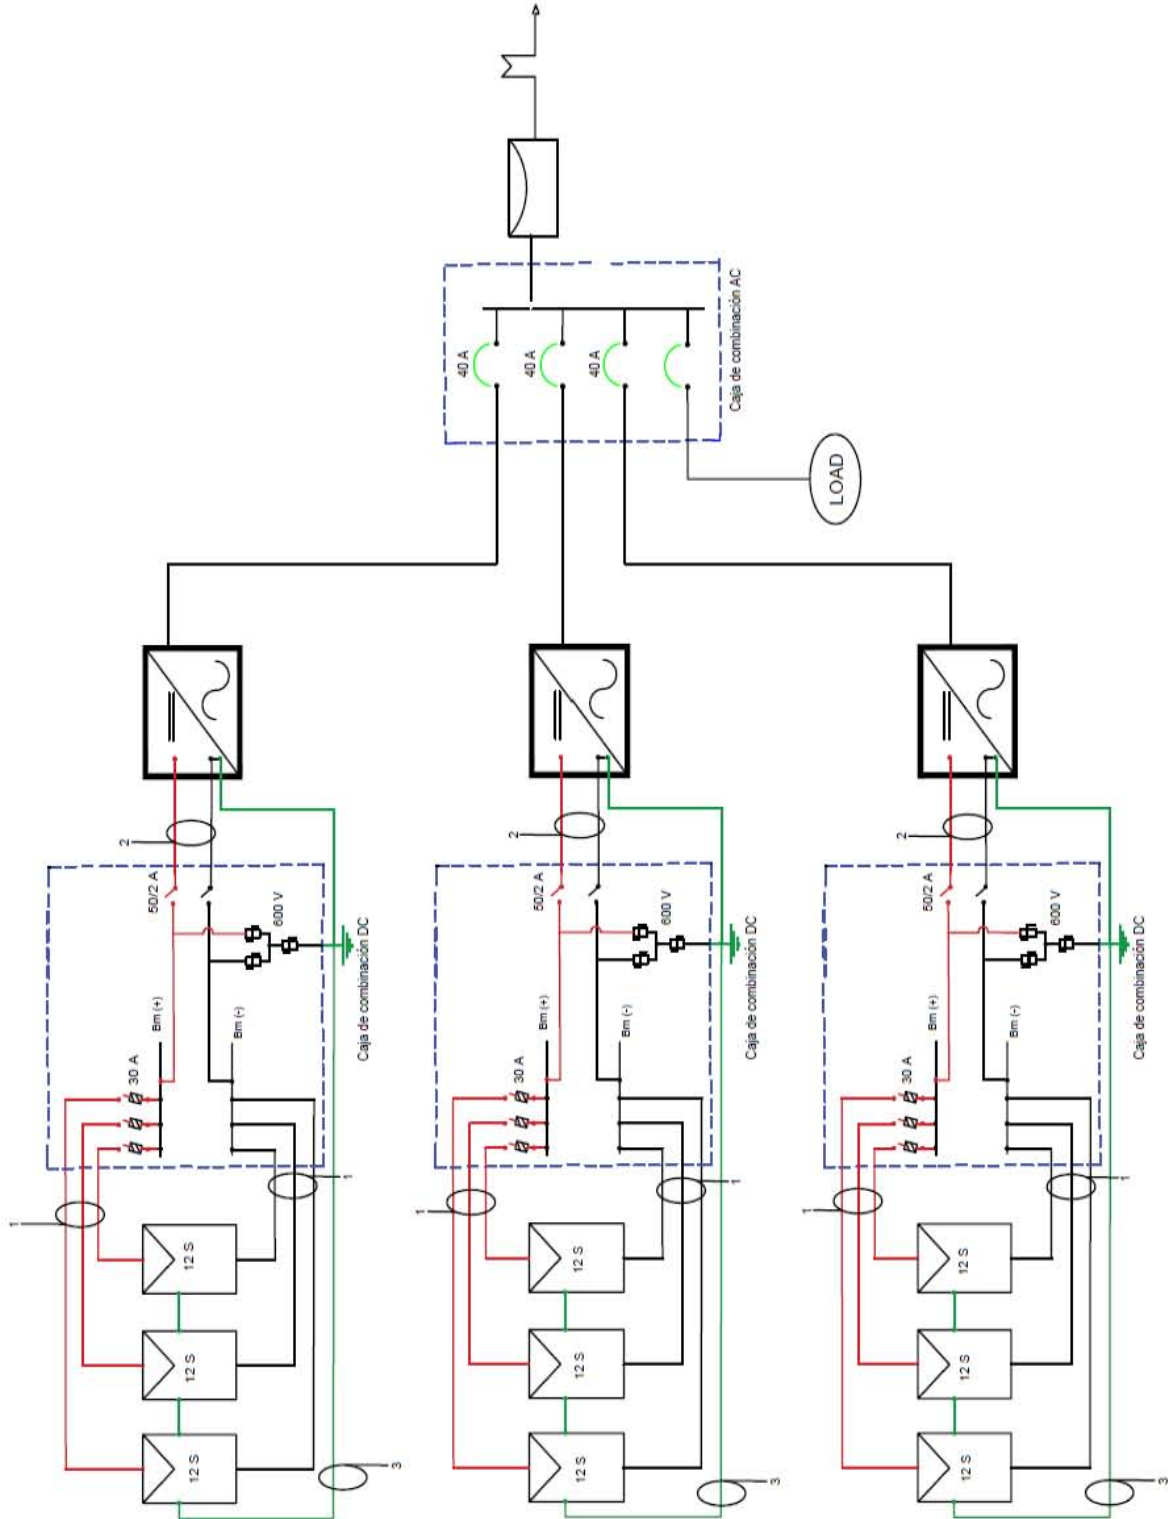 40 A
40 A
40 A
Caja de combinación AC
LOAD
2
50/2 A
600 V
Bm (+)
Bm (-)
30 A
Caja de combinación DC
1
1
12 S
12 S
12 S
3
2
50/2 A
600 V
Bm (+)
Bm (-)
30 A
Caja de combinación DC
1
1
12 S
12 S
12 S
3
2
50/2 A
600 V
Bm (+)
Bm (-)
30 A
Caja de combinación DC
1
1
12 S
12 S
12 S
3